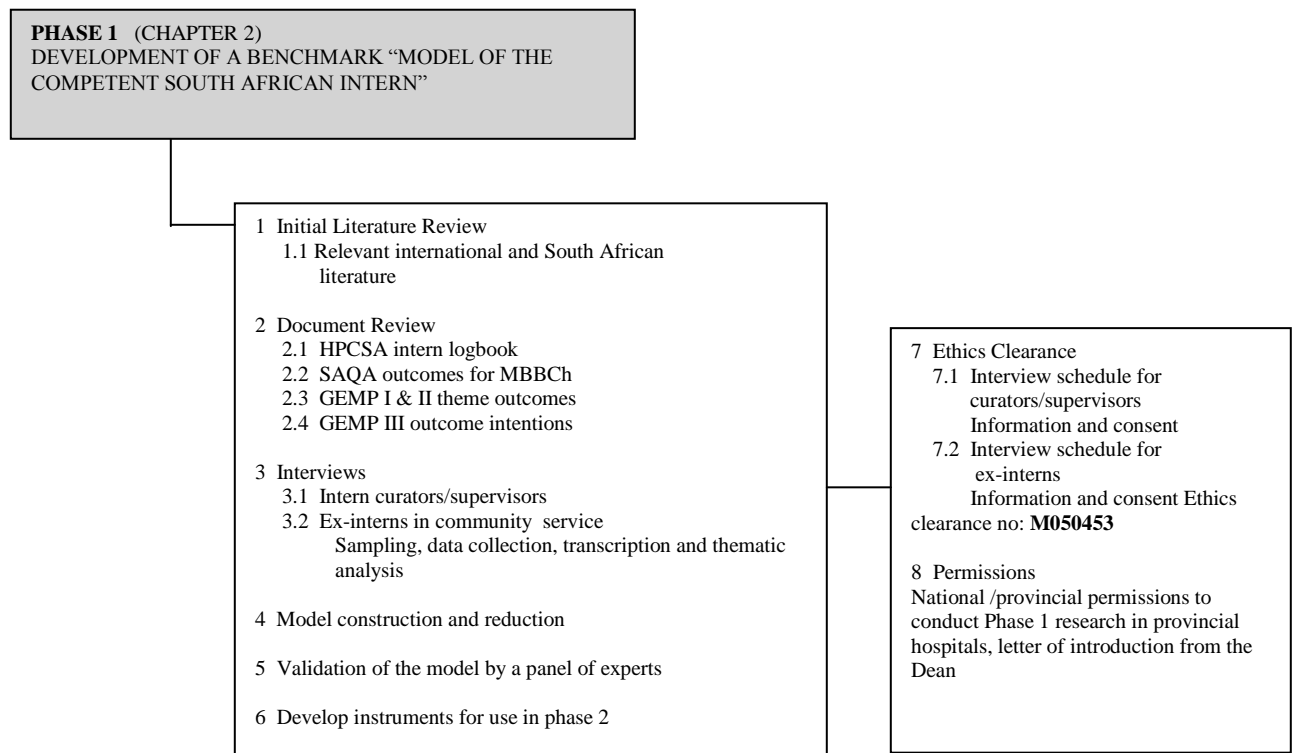 PHASE 1 (CHAPTER 2)
DEVELOPMENT OF A BENCHMARK “MODEL OF THE
COMPETENT SOUTH AFRICAN INTERN”
1 Initial Literature Review
1.1 Relevant international and South African
literature
2 Document Review
2.1 HPCSA intern logbook
2.2 SAQA outcomes for MBBCh
2.3 GEMP I & II theme outcomes
2.4 GEMP III outcome intentions
3 Interviews
3.1 Intern curators/supervisors
3.2 Ex-interns in community service
Sampling, data collection, transcription and thematic
analysis
4 Model construction and reduction
5 Validation of the model by a panel of experts
6 Develop instruments for use in phase 2
7 Ethics Clearance
7.1 Interview schedule for
curators/supervisors
Information and consent
7.2 Interview schedule for
ex-interns
Information and consent Ethics
clearance no: M050453
8 Permissions
National /provincial permissions to
conduct Phase 1 research in provincial
hospitals, letter of introduction from the
Dean